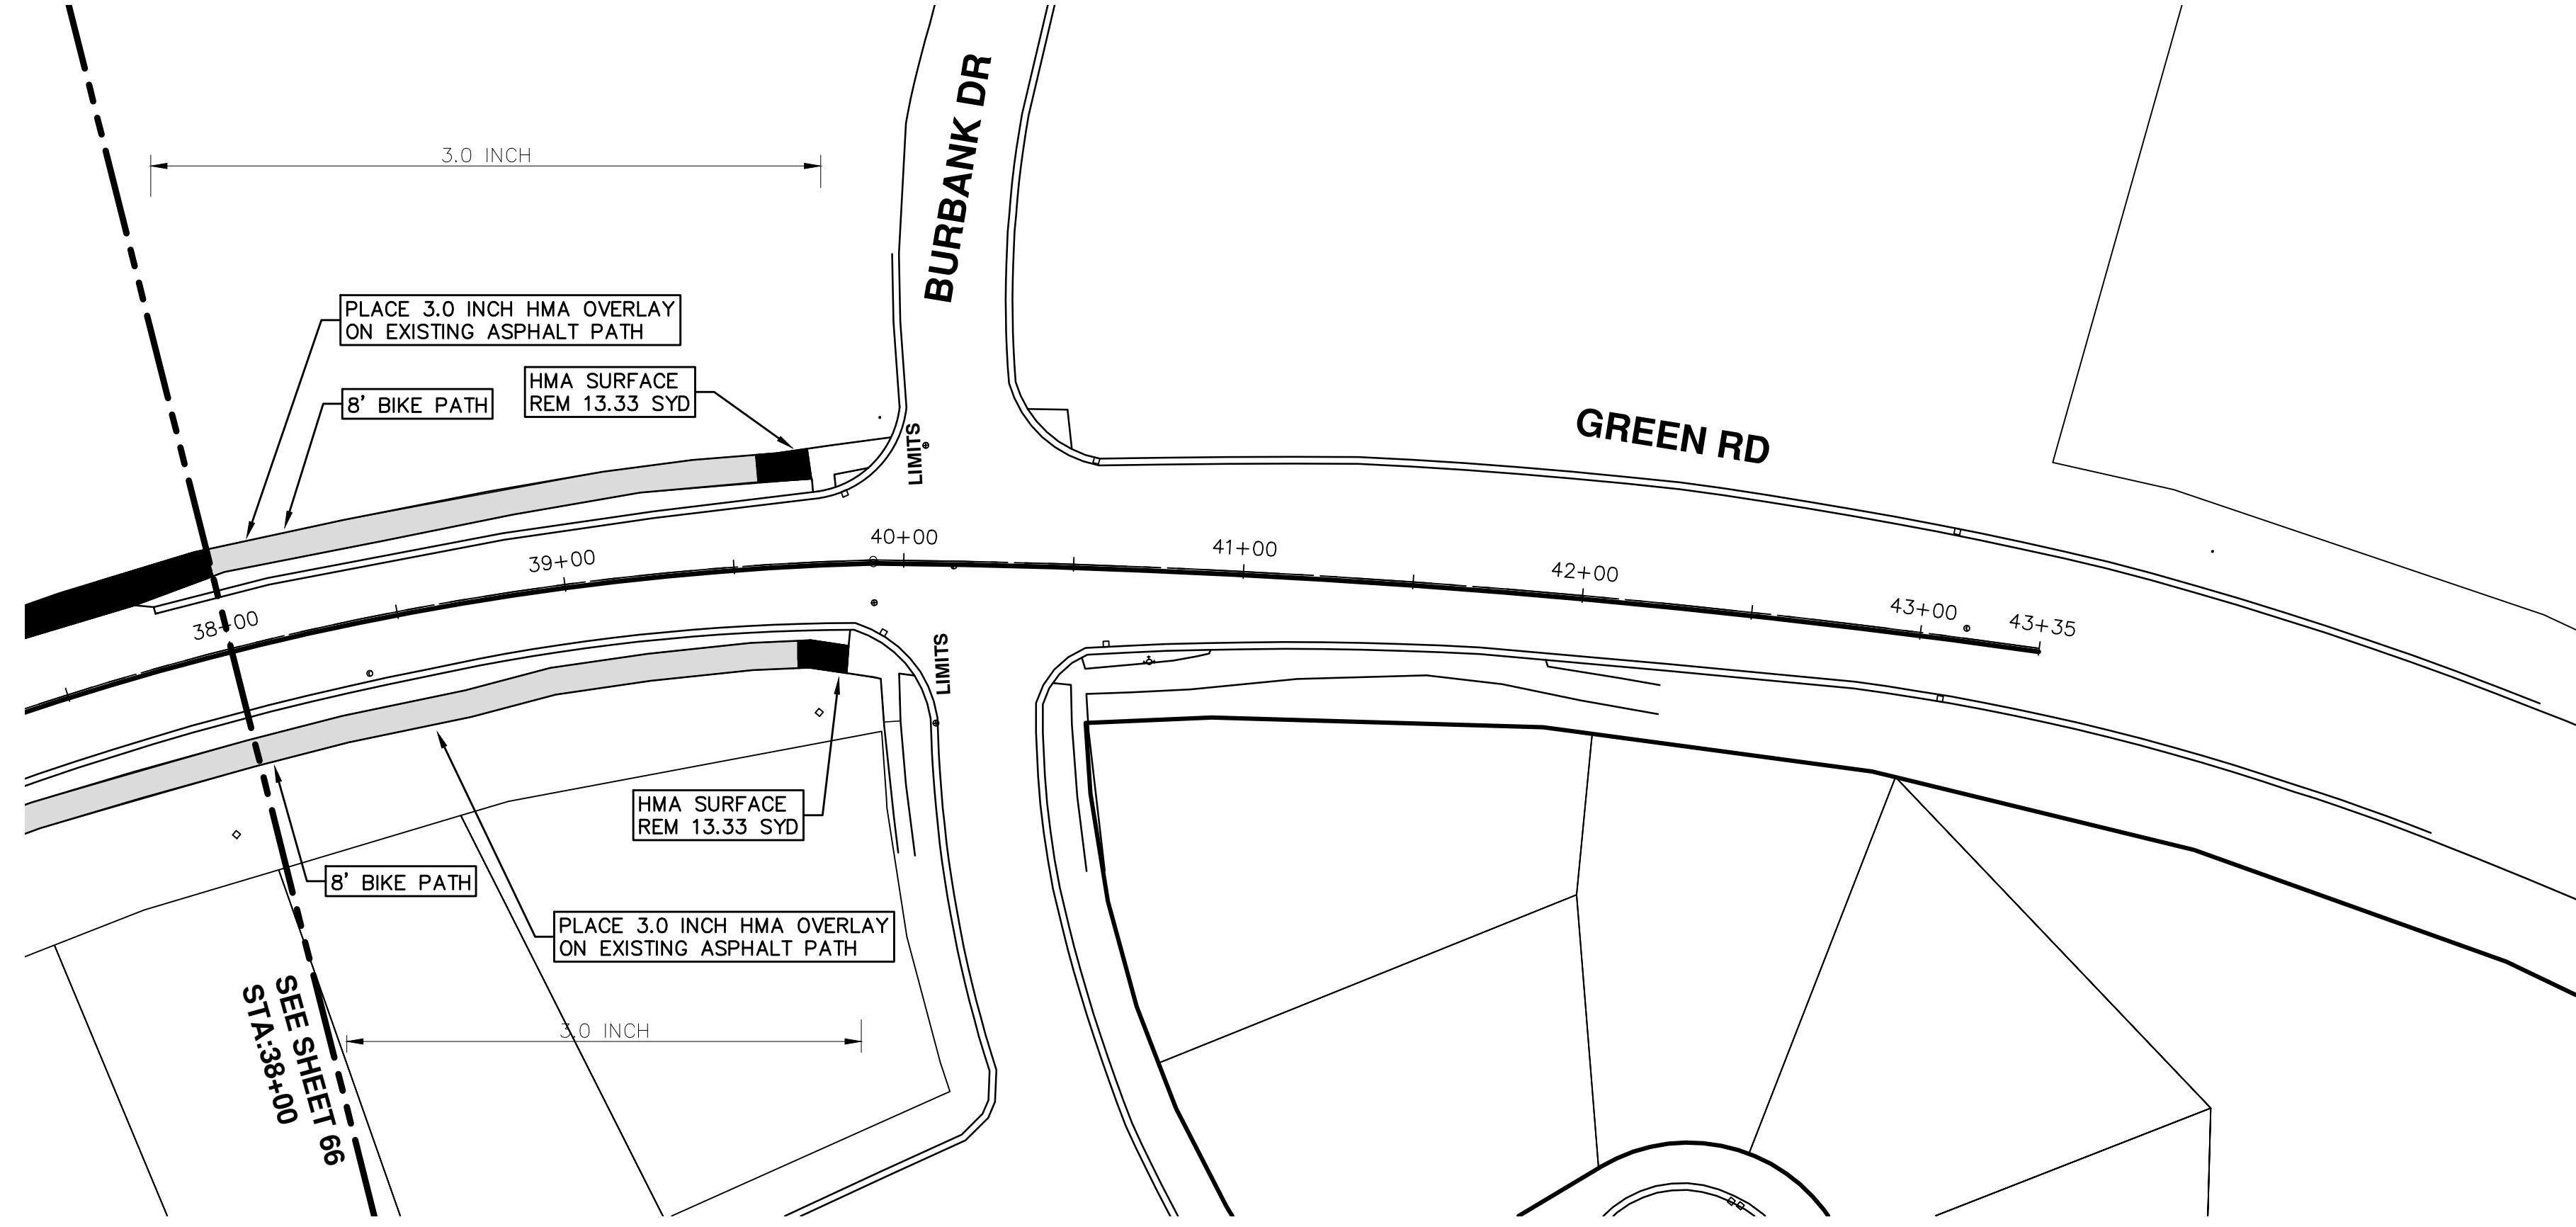 BURBANK DR
3.0 INCH
PLACE 3.0 INCH HMA OVERLAY
ON EXISTING ASPHALT PATH
HMA SURFACE
REM 13.33 SYD
8' BIKE PATH
GREEN RD
LIMITS
38+00
39+00
40+00
41+00
42+00
43+00
43+35
LIMITS
HMA SURFACE
REM 13.33 SYD
8' BIKE PATH
PLACE 3.0 INCH HMA OVERLAY
ON EXISTING ASPHALT PATH
3.0 INCH
SEE SHEET 66
STA:38+00